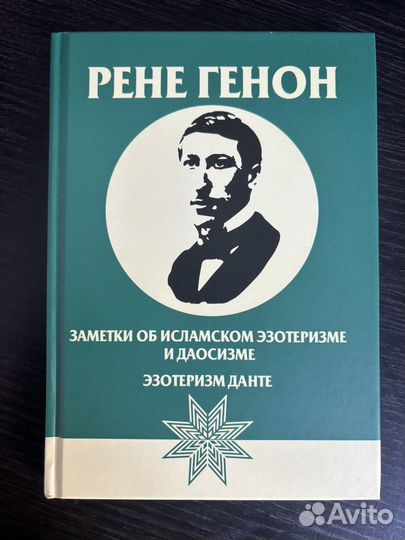 РЕНЕ ГЕНОН
ЗАМЕТКИ ОБ ИСЛАМСКОМ ЭЗОТЕРИЗМЕ
И ДАОСИЗМЕ
ЭЗОТЕРИЗМ ДАНТЕ
Avito